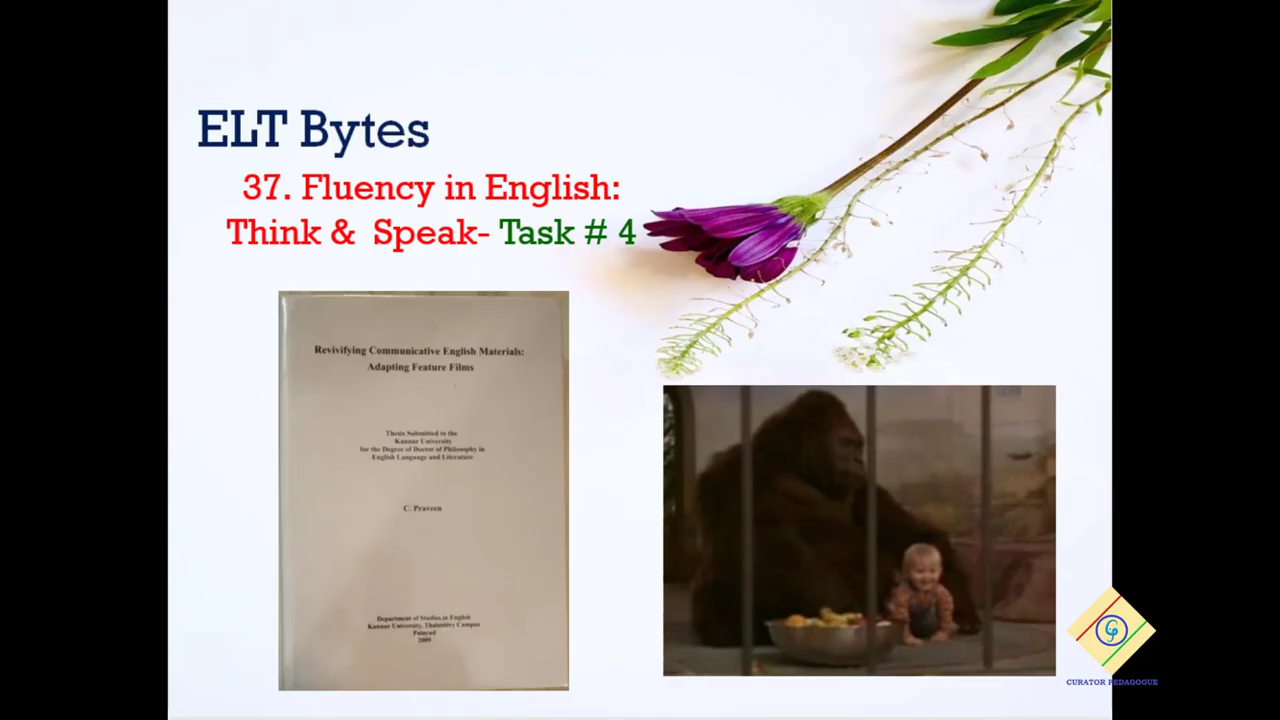 ELT Bytes
37. Fluency in English:
Think & Speak- Task # 4
Revivifying Communicative English Materials:
Adapting Feature Films
Thesis Submitted to the
Kannur University
for the Degree of Doctor of Philosophy in
English Language and Literature
C. Praveen
Department of Studies in English
Kannur University, Thalassery Campus
Palayad
2009
CURATOR PEDAGOGUE